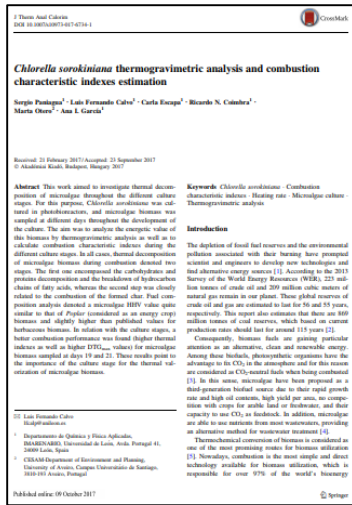 J Therm Anal Calorim
DOI 10.1007/s10973-017-6734-1
CrossMark
Chlorella sorokiniana thermogravimetric analysis and combustion
characteristic indexes estimation
Sergio Paniagua1 · Luis Fernando Calvo1 · Carla Escapa1 · Ricardo N. Coimbra1 ·
Marta Otero2 · Ana I. García1
Received: 21 February 2017 / Accepted: 23 September 2017
© Akadémiai Kiadó, Budapest, Hungary 2017
Abstract This work aimed to investigate thermal decom-
position of microalgae throughout the different culture
stages. For this purpose, Chlorella sorokiniana was cul-
tured in photobioreactors, and microalgae biomass was
sampled at different days throughout the development of
the culture. The aim was to analyze the energetic value of
this biomass by thermogravimetric analysis as well as to
calculate combustion characteristic indexes during the
different culture stages. In all cases, thermal decomposition
of microalgae biomass during combustion denoted two
stages. The first one encompassed the carbohydrates and
proteins decomposition and the breakdown of hydrocarbon
chains of fatty acids, whereas the second step was closely
related to the combustion of the formed char. Fuel com-
position analysis denoted a microalgae HHV value quite
similar to that of Poplar (considered as an energy crop)
biomass and slightly higher than published values for
herbaceous biomass. In relation with the culture stages, a
better combustion performance was found (higher thermal
indexes as well as higher DTGmax values) for microalgae
biomass sampled at days 19 and 21. These results point to
the importance of the culture stage for the thermal val-
orization of microalgae biomass.
Luis Fernando Calvo
lfcalp@unileon.es
1 Departamento de Química y Física Aplicadas,
IMARENABIO, Universidad de León, Avda. Portugal 41,
24009 León, Spain
2 CESAM-Department of Environment and Planning,
University of Aveiro, Campus Universitário de Santiago,
3810-193 Aveiro, Portugal
Keywords Chlorella sorokiniana · Combustion
characteristic indexes · Heating rate · Microalgae culture ·
Thermogravimetric analysis
Introduction
The depletion of fossil fuel reserves and the environmental
pollution associated with their burning have prompted
scientist and engineers to develop new technologies and
find alternative energy sources [1]. According to the 2013
Survey of the World Energy Resources (WER), 223 mil-
lion tonnes of crude oil and 209 million cubic meters of
natural gas remain in our planet. These global reserves of
crude oil and gas are estimated to last for 56 and 55 years,
respectively. This report also estimates that there are 869
million tonnes of coal reserves, which based on current
production rates should last for around 115 years [2].
Consequently, biomass fuels are gaining particular
attention as an alternative, clean and renewable energy.
Among these biofuels, photosynthetic organisms have the
advantage to fix CO2 in the atmosphere and for this reason
are considered as CO2-neutral fuels when being combusted
[3]. In this sense, microalgae have been proposed as a
third-generation biofuel source due to their rapid growth
rate and high oil contents, high yield per area, no compe-
tition with crops for arable land or freshwater, and their
capacity to use CO2 as feedstock. In addition, microalgae
are able to use nutrients from most wastewaters, providing
an alternative method for wastewater treatment [4].
Thermochemical conversion of biomass is considered as
one of the most promising routes for biomass utilization
[5]. Nowadays, combustion is the most simple and direct
technology available for biomass utilization, which is
responsible for over 97% of the world's bioenergy
Published online: 09 October 2017
Springer